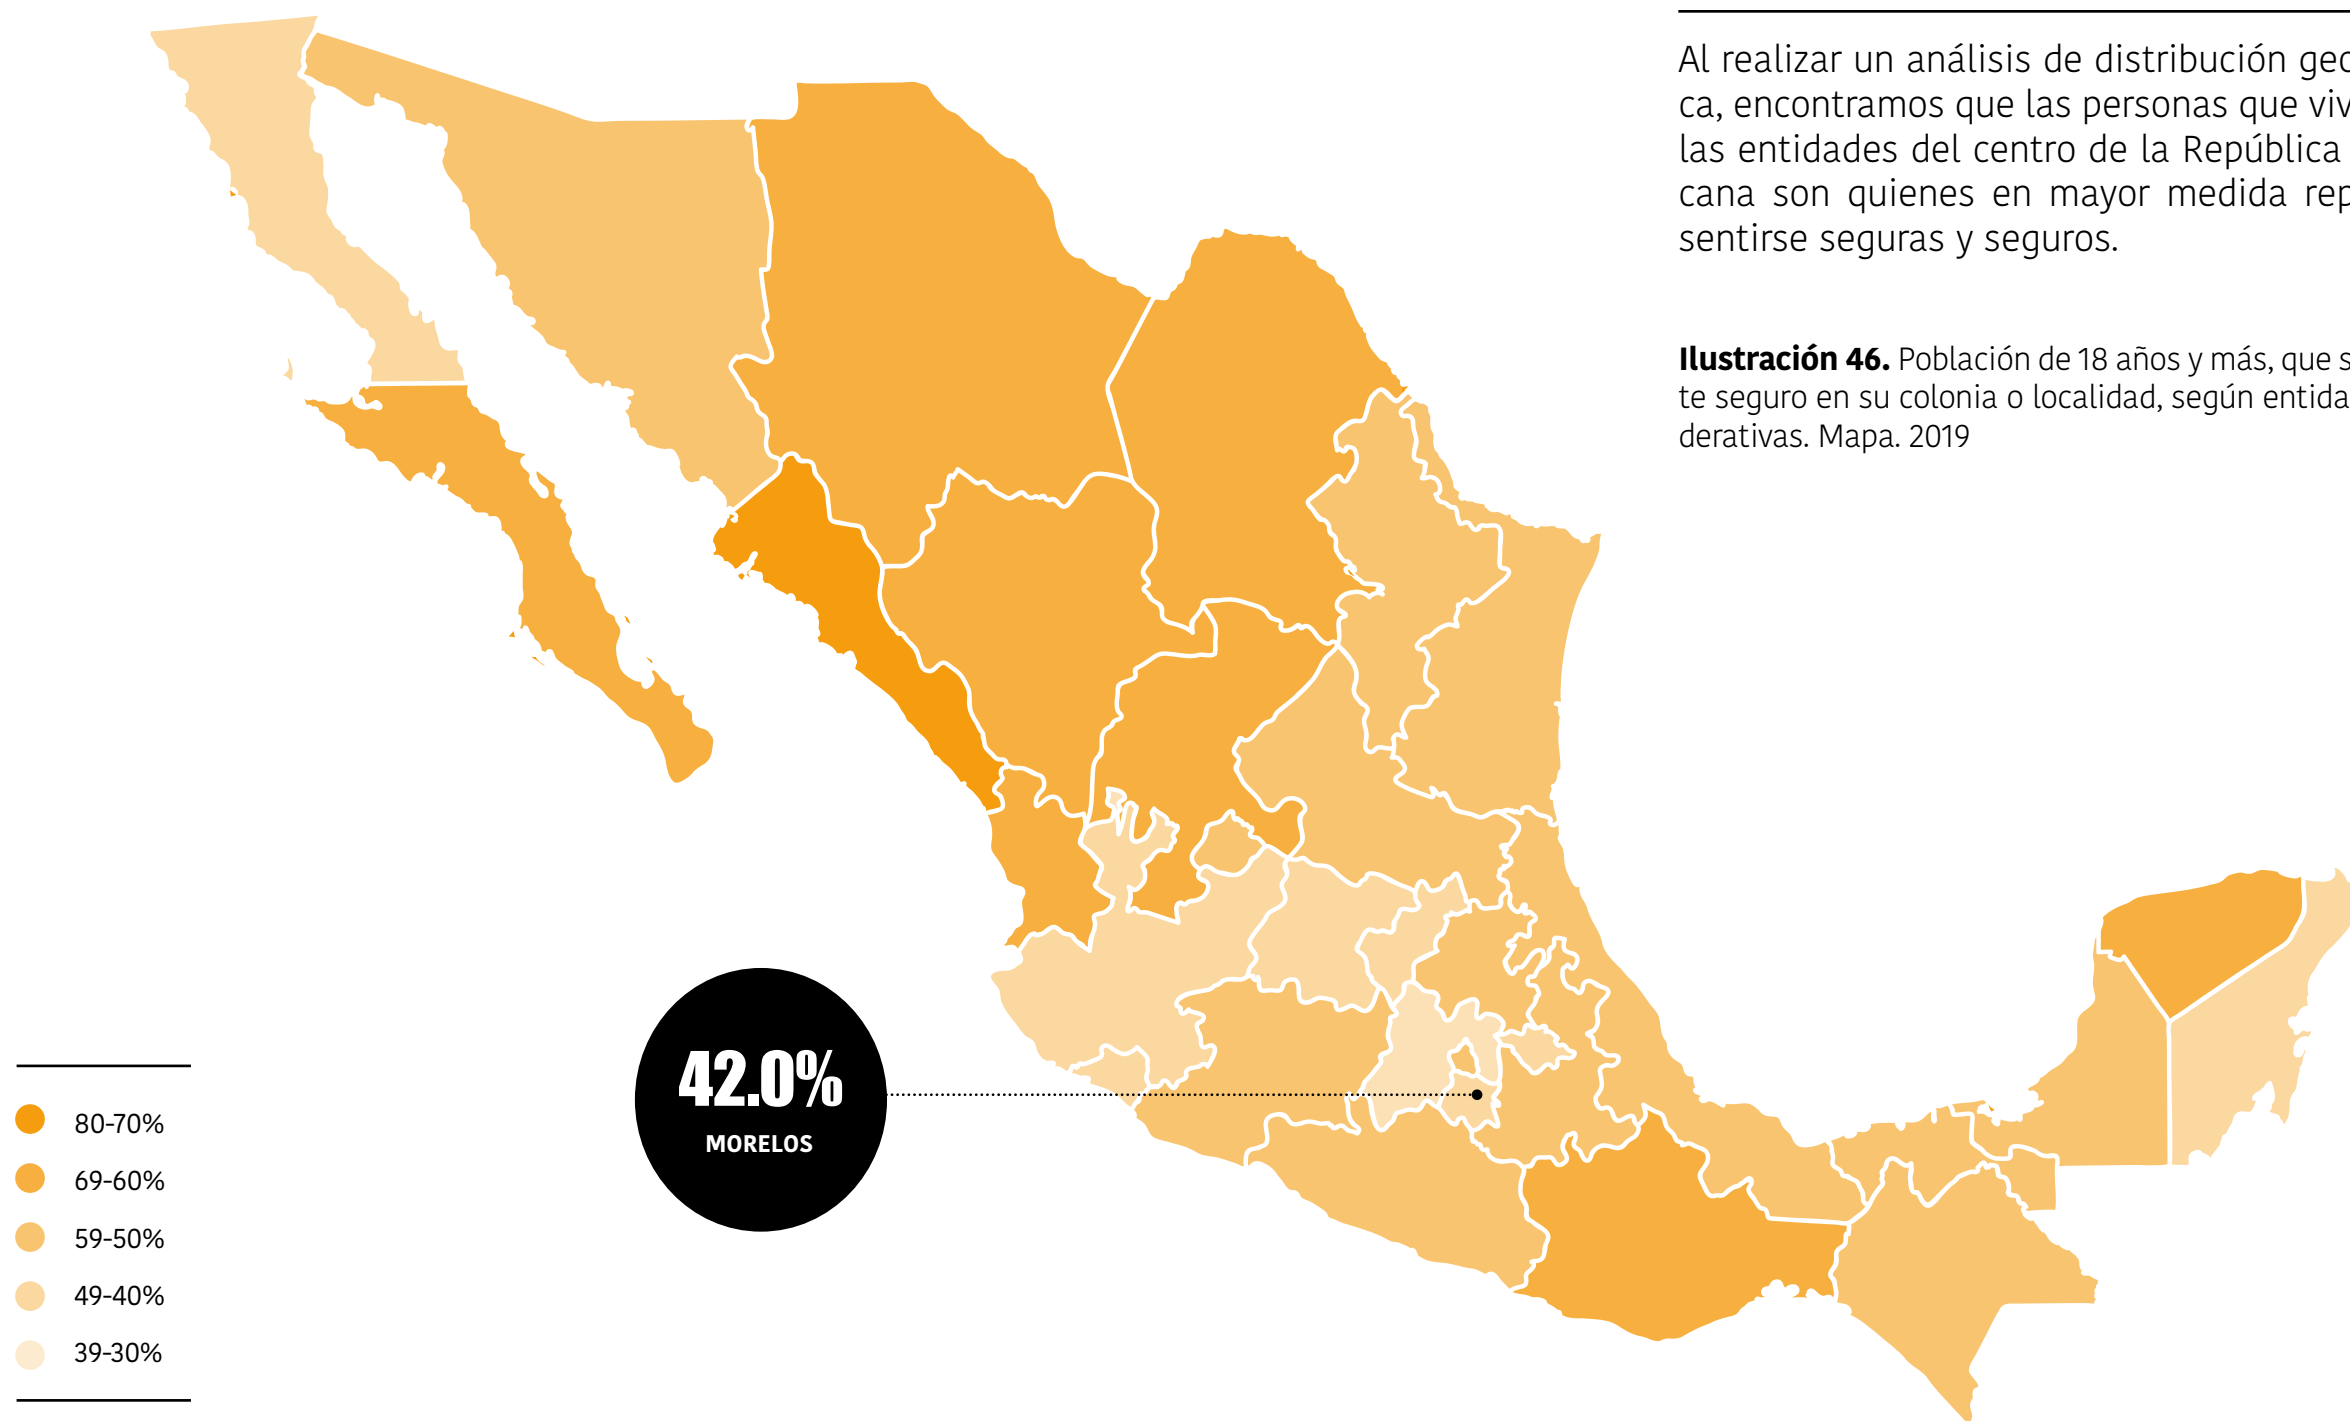 Al realizar un análisis de distribución geo
ca, encontramos que las personas que viv
las entidades del centro de la República
cana son quienes en mayor medida rep
sentirse seguras y seguros.
Ilustración 46. Población de 18 años y más, que s
te seguro en su colonia o localidad, según entida
derativas. Mapa. 2019
42.0%
MORELOS
80-70%
69-60%
59-50%
49-40%
39-30%